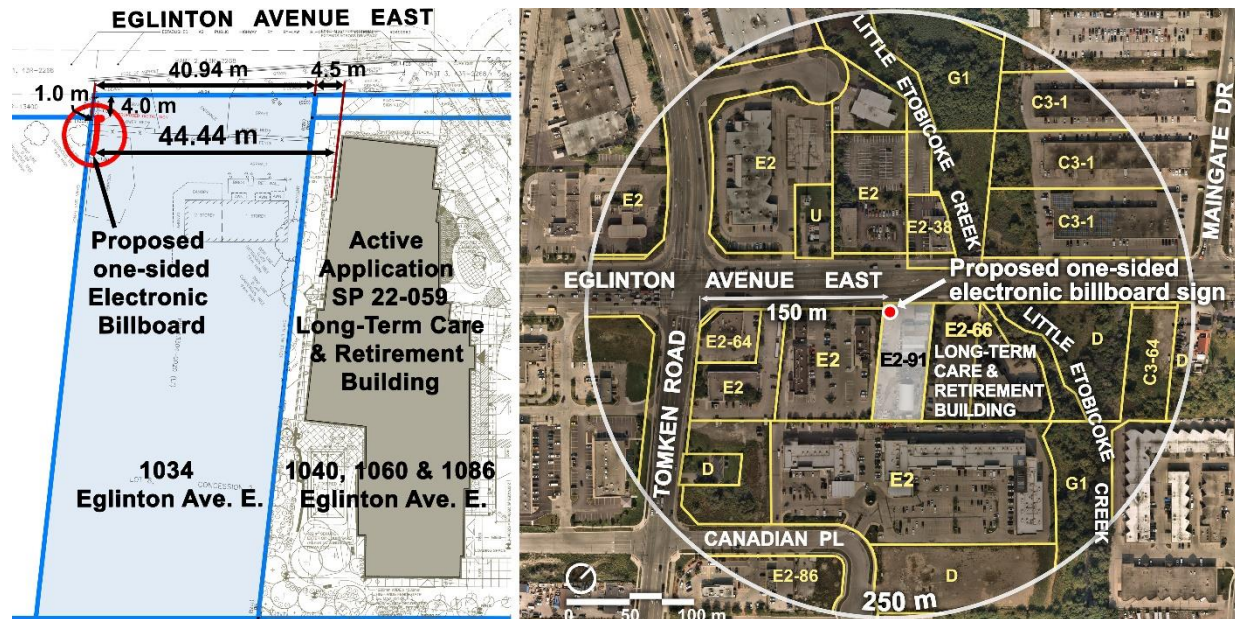 EGLINTON AVENUE EAST
40.94 m
4.5 m
1.0 m
4.0 m
44.44 m
Proposed
one-sided
Electronic
Billboard
Active
Application
SP 22-059
Long-Term Care
& Retirement
Building
1034
Eglinton Ave. E.
1040, 1060 & 1086
Eglinton Ave. E.
CONCESSION
LITTLE ETOBICOKE CREEK
G1
C3-1
C3-1
C3-1
MAINGATE DR
E2
E2
U
E2
E2-38
EGLINTON AVENUE EAST
Proposed one-sided
electronic billboard sign
150 m
E2-64
E2
E2
E2-91
E2-66
LONG-TERM
CARE &
RETIREMENT
BUILDING
LITTLE ETOBICOKE CREEK
D
C3-64
D
TOMKEN ROAD
D
E2
G1
CANADIAN PL
E2-86
D
250 m
0 50 100 m